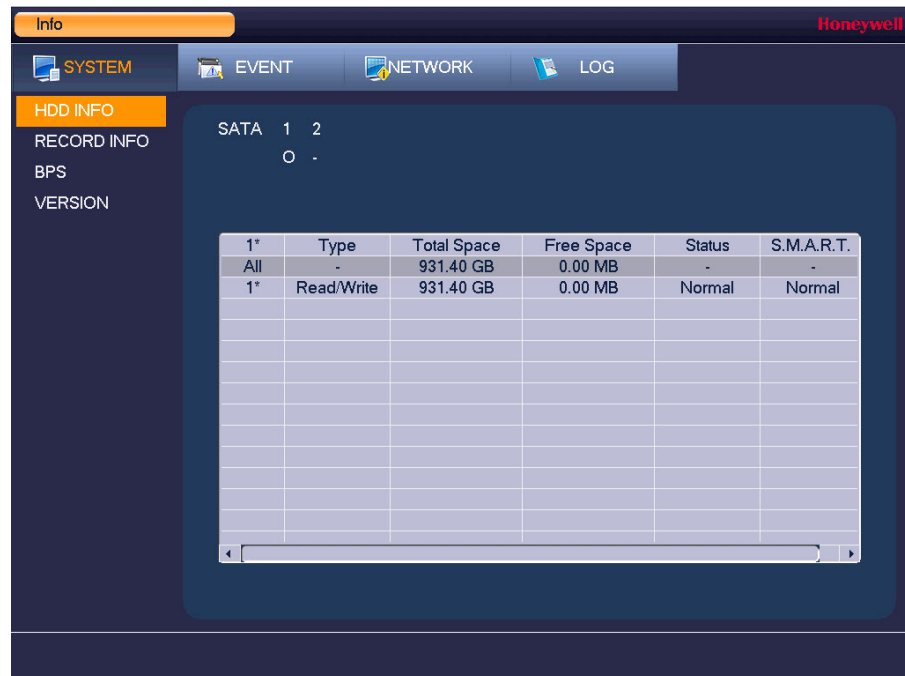 Info
Honeywell
SYSTEM EVENT NETWORK LOG
HDD INFO
RECORD INFO
BPS
VERSION
SATA 1 2
O -
1* Type Total Space Free Space Status S.M.A.R.T.
All - 931.40 GB 0.00 MB - -
1* Read/Write 931.40 GB 0.00 MB Normal Normal